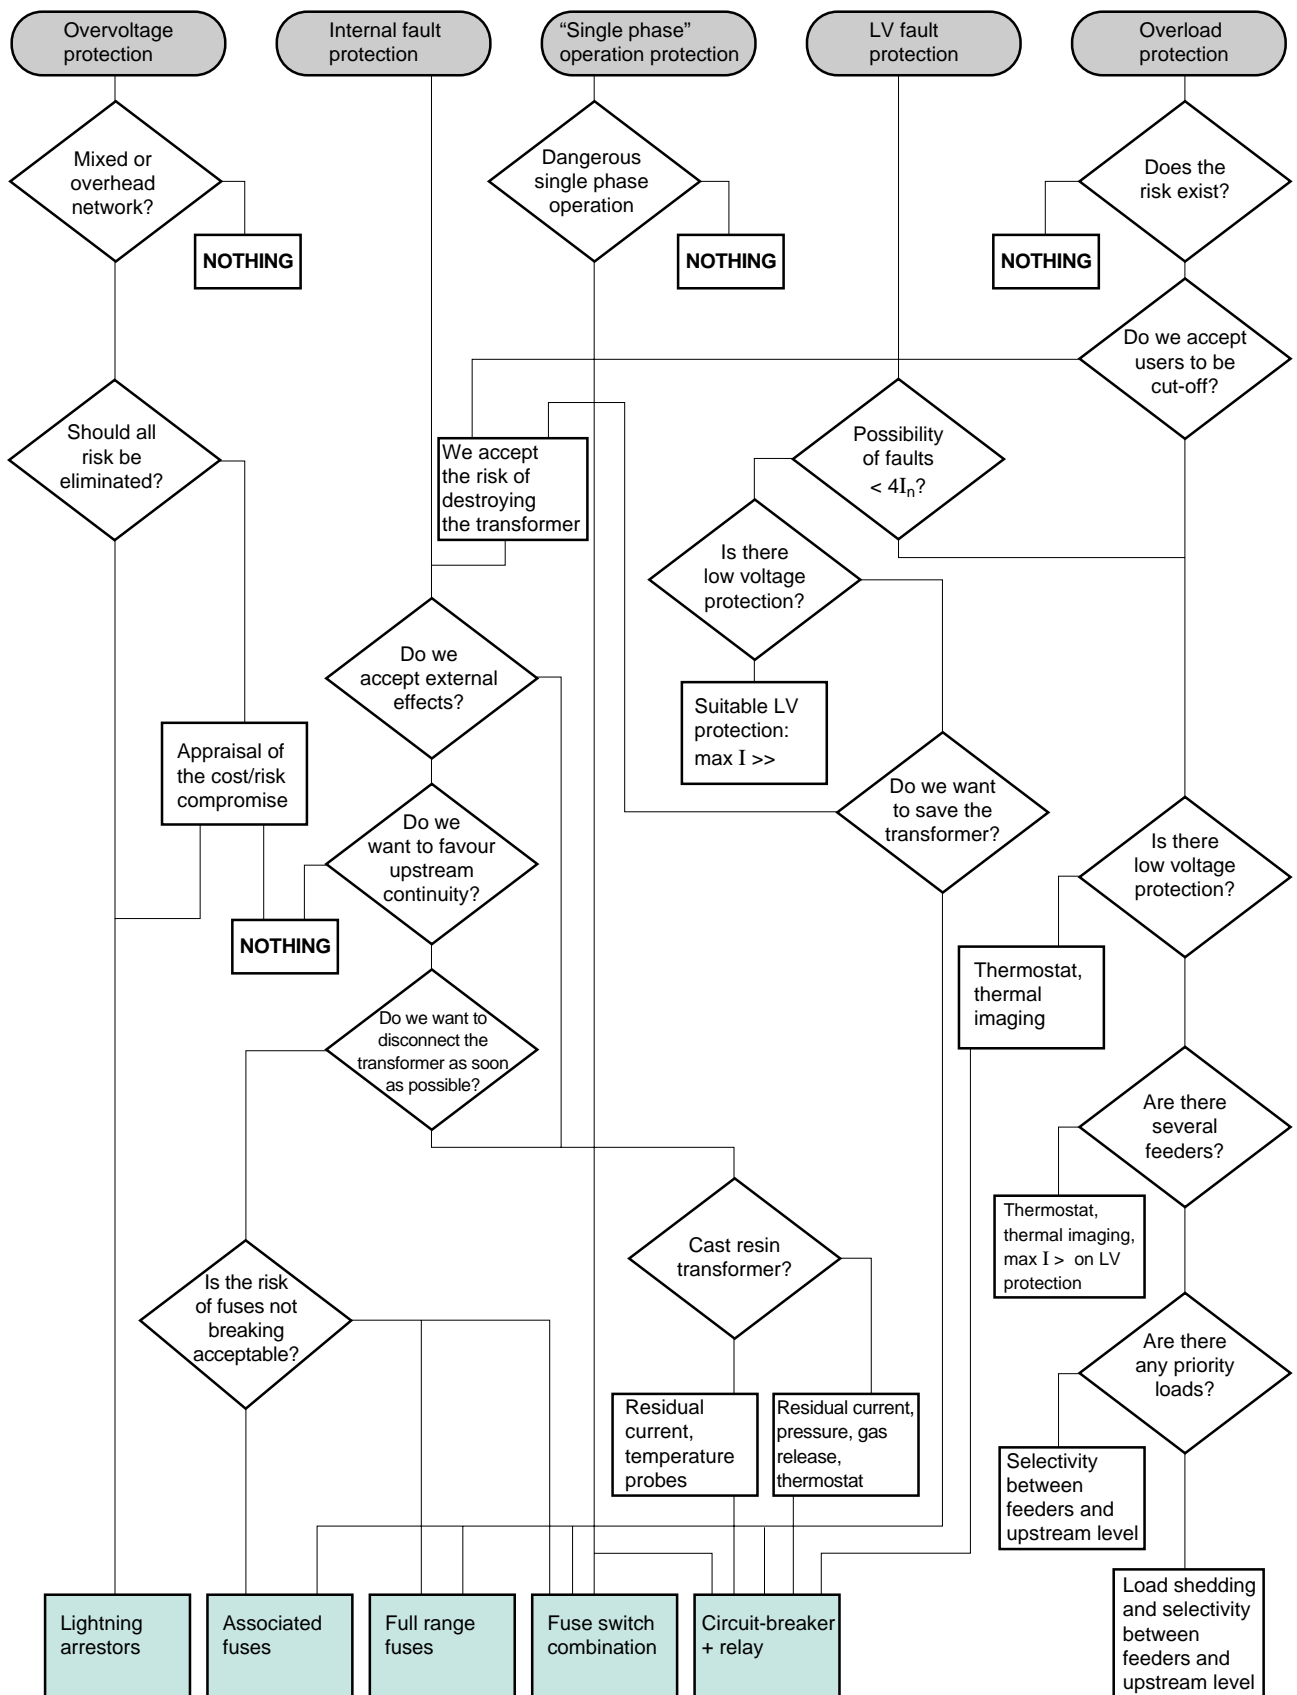 Overvoltage
protection
Internal fault
protection
“Single phase”
operation protection
LV fault
protection
Overload
protection
Mixed or
overhead
network?
NOTHING
Dangerous
single phase
operation
NOTHING
Does the
risk exist?
NOTHING
Do we accept
users to be
cut-off?
Should all
risk be
eliminated?
We accept
the risk of
destroying
the transformer
Possibility
of faults
< 4Iₙ?
Is there
low voltage
protection?
Do we
accept external
effects?
Suitable LV
protection:
max I >>
Appraisal of
the cost/risk
compromise
Do we want
to save the
transformer?
Do we
want to favour
upstream
continuity?
Is there
low voltage
protection?
NOTHING
Thermostat,
thermal
imaging
Do we want to
disconnect the
transformer as soon
as possible?
Are there
several
feeders?
Thermostat,
thermal imaging,
max I > on LV
protection
Cast resin
transformer?
Is the risk
of fuses not
breaking
acceptable?
Are there
any priority
loads?
Residual
current,
temperature
probes
Residual current,
pressure, gas
release,
thermostat
Selectivity
between
feeders and
upstream level
Lightning
arrestors
Associated
fuses
Full range
fuses
Fuse switch
combination
Circuit-breaker
+ relay
Load shedding
and selectivity
between
feeders and
upstream level